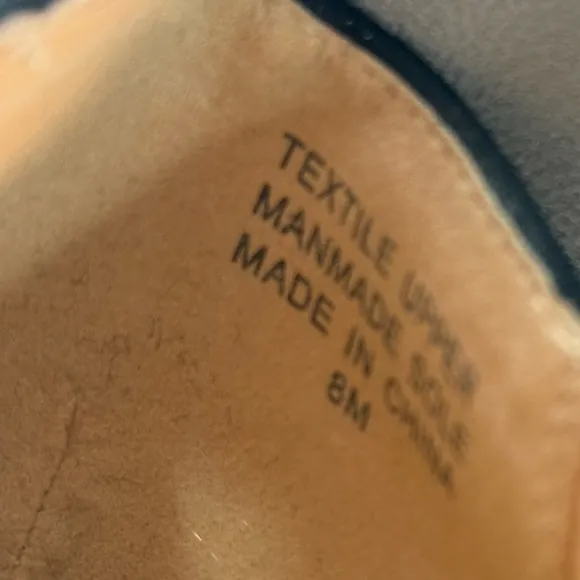 TEXTILE UPPER
MANMADE SOLE
MADE IN CHINA
8M